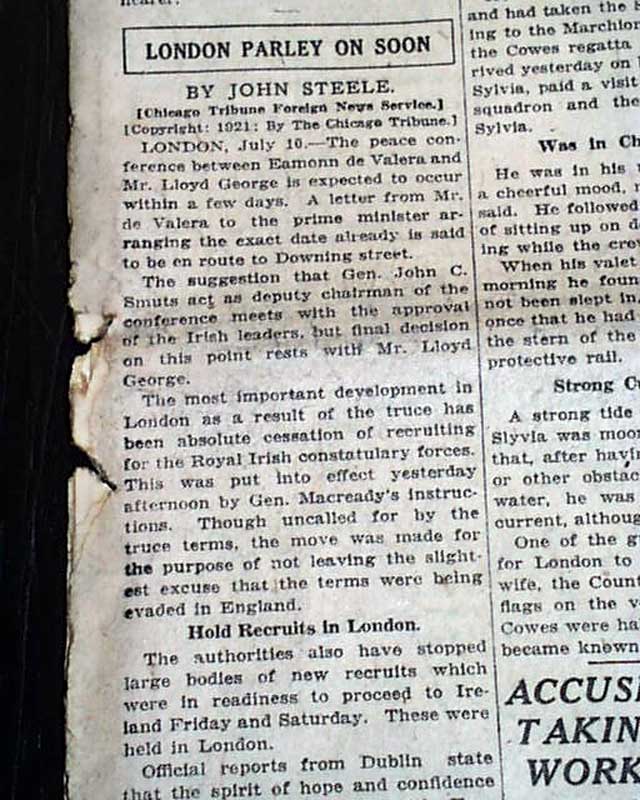 LONDON PARLEY ON SOON
BY JOHN STEELE.
[Chicago Tribune Foreign News Service.]
[Copyright: 1921: By The Chicago Tribune.]
LONDON, July 10.—The peace con-
ference between Eamonn de Valera and
Mr. Lloyd George is expected to occur
within a few days. A letter from Mr.
de Valera to the prime minister ar-
ranging the exact date already is said
to be en route to Downing street.
The suggestion that Gen. John C.
Smuts act as deputy chairman of the
conference meets with the approval
of the Irish leaders, but final decision
on this point rests with Mr. Lloyd
George.
The most important development in
London as a result of the truce has
been absolute cessation of recruiting
for the Royal Irish constatulary forces.
This was put into effect yesterday
afternoon by Gen. Macready's instruc-
tions. Though uncalled for by the
truce terms, the move was made for
the purpose of not leaving the slight-
est excuse that the terms were being
evaded in England.
Hold Recruits in London.
The authorities also have stopped
large bodies of new recruits which
were in readiness to proceed to Ire-
land Friday and Saturday. These were
held in London.
Official reports from Dublin state
that the spirit of hope and confidence
and had taken the
ing to the Marchion
the Cowes regatta
rived yesterday on
Sylvia, paid a visit
squadron and the
Sylvia.
Was in Ch
He was in his
a cheerful mood,
said. He followed
of sitting up on d
ing while the crew
When his valet
morning he foun
not been slept in,
once that he had
the stern of the
protective rail.
Strong Cu
A strong tide
Slyvia was moor
that, after havin
or other obstac
water, he was
current, althoug
One of the gu
for London to
wife, the Count
flags on the v
Cowes were ha
became known
ACCUS
TAKIN
WORK